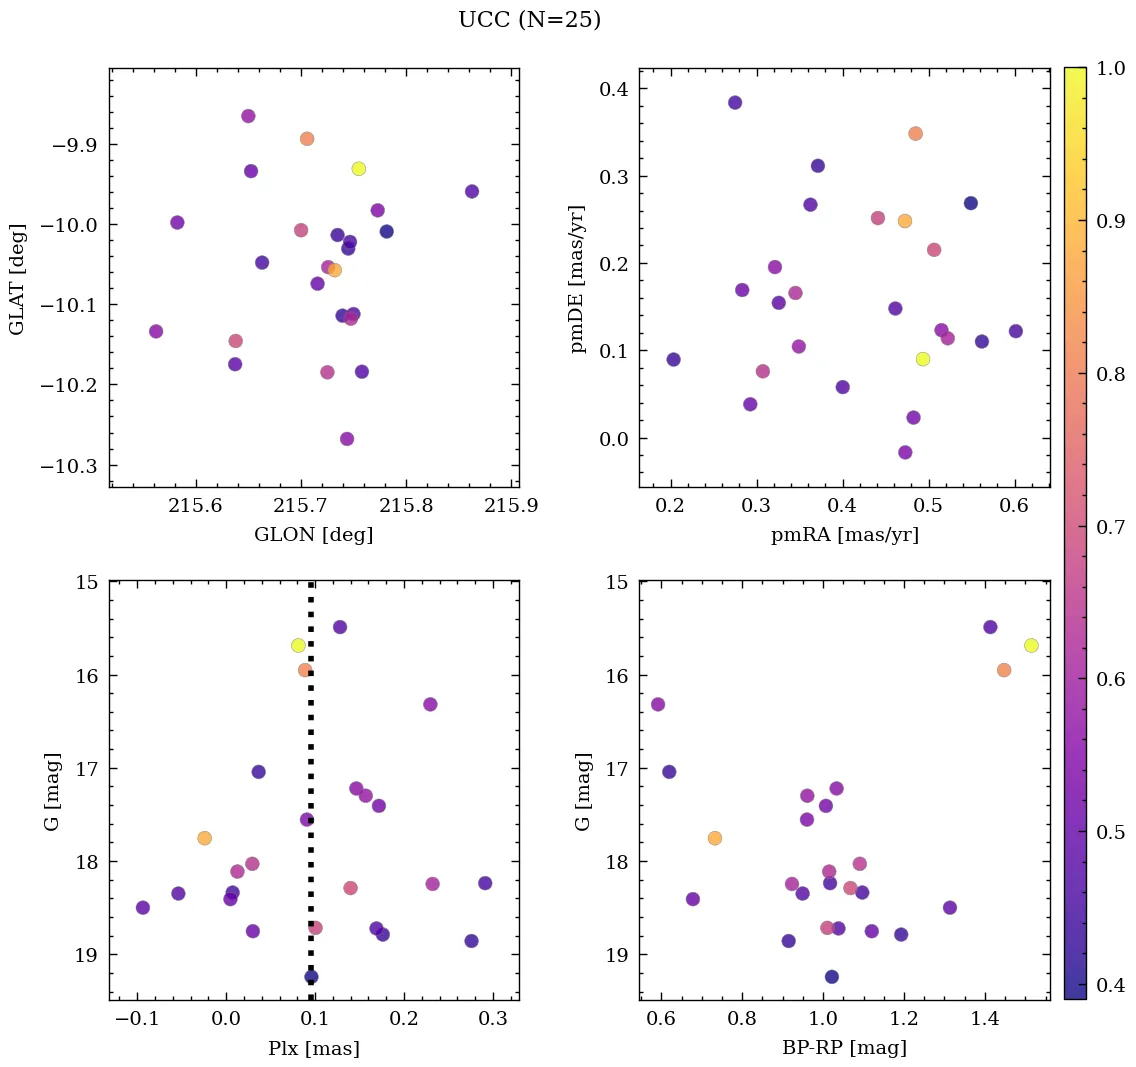 UCC (N=25)
−9.9
−10.0
−10.1
−10.2
−10.3
GLAT [deg]
215.6 215.7 215.8 215.9
GLON [deg]
0.4
0.3
0.2
0.1
0.0
pmDE [mas/yr]
0.2 0.3 0.4 0.5 0.6
pmRA [mas/yr]
1.0
0.9
0.8
0.7
0.6
0.5
0.4
15
16
17
18
19
G [mag]
−0.1 0.0 0.1 0.2 0.3
Plx [mas]
15
16
17
18
19
G [mag]
0.6 0.8 1.0 1.2 1.4
BP-RP [mag]